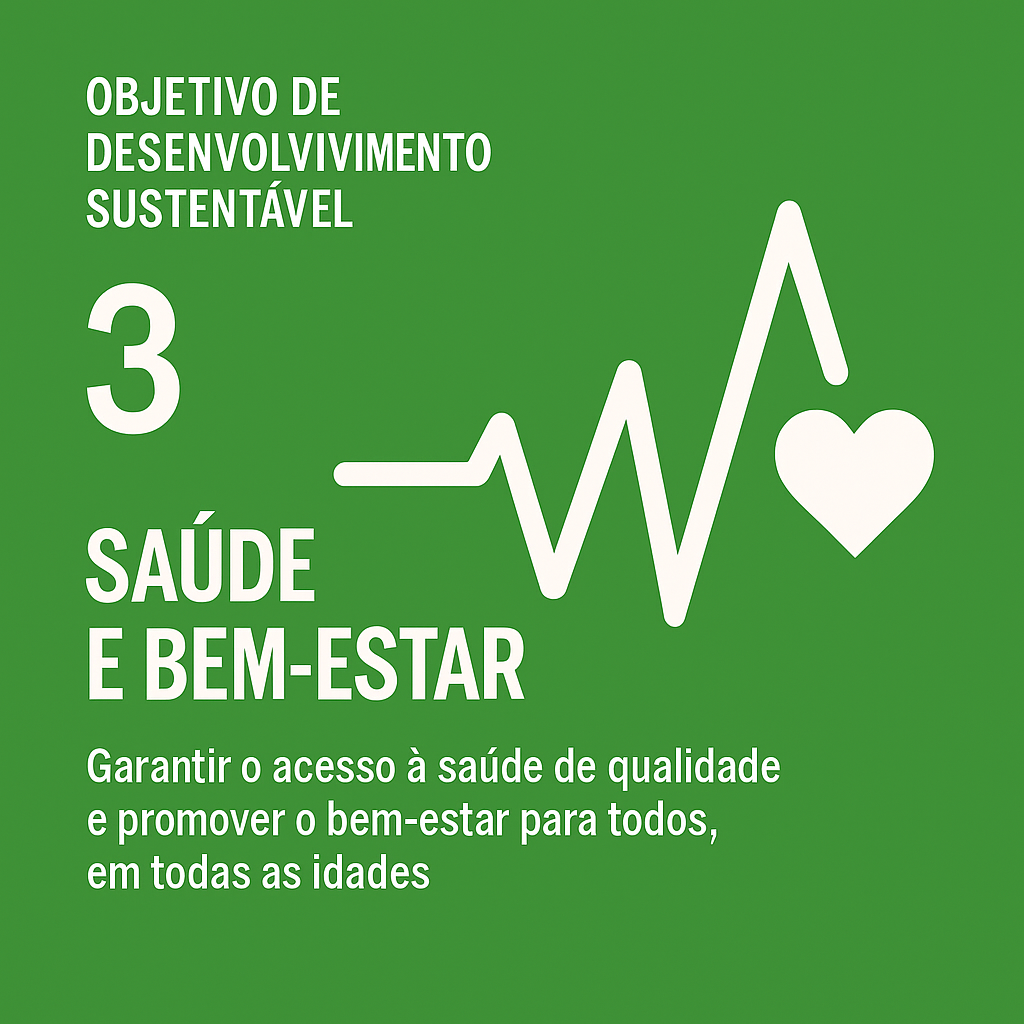 OBJETIVO DE
DESENVOLVIVIMENTO
SUSTENTÁVEL
3
SAÚDE
E BEM-ESTAR
Garantir o acesso à saúde de qualidade
e promover o bem-estar para todos,
em todas as idades